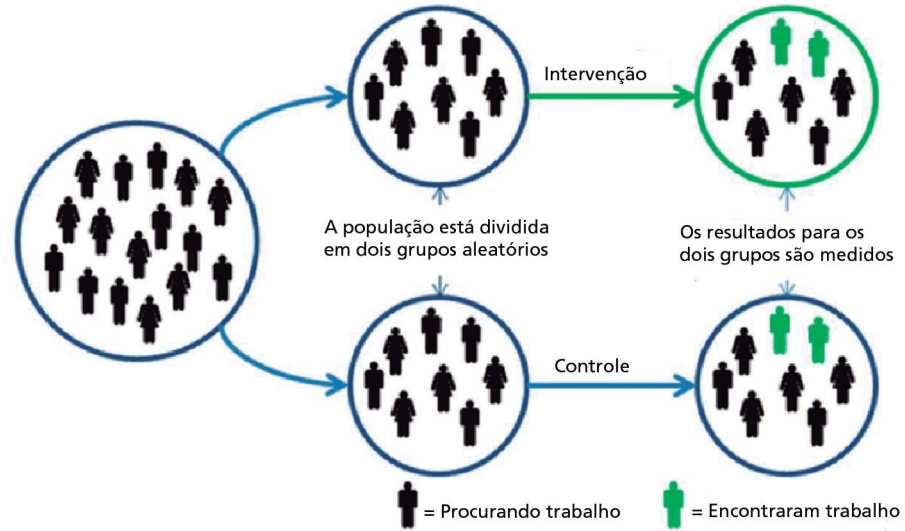 Intervenção
A população está dividida
em dois grupos aleatórios
Os resultados para os
dois grupos são medidos
Controle
= Procurando trabalho
= Encontraram trabalho